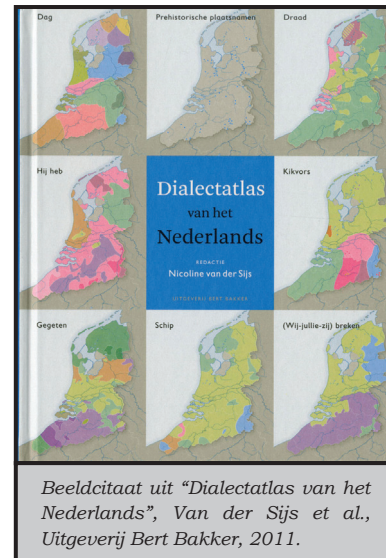 Dag
Prehistorische plaatsnamen
Draad
Hij heb
Dialectatlas
van het
Nederlands
REDACTIE
Nicoline van der Sijs
UITGEVERIJ BERT BAKKER
Kikvors
Gegeten
Schip
(Wij-jullie-zij) breken
Beeldcitaat uit “Dialectatlas van het
Nederlands”, Van der Sijs et al.,
Uitgeverij Bert Bakker, 2011.